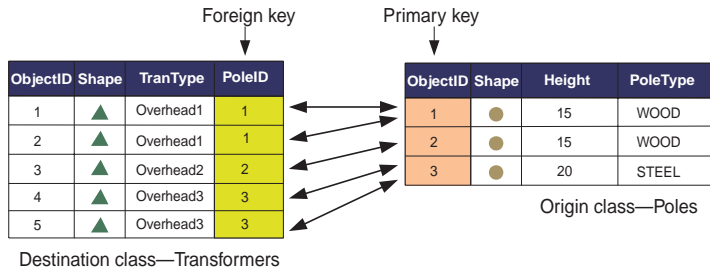 Foreign key
Primary key
ObjectID Shape TranType PoleID
1 Overhead1 1
2 Overhead1 1
3 Overhead2 2
4 Overhead3 3
5 Overhead3 3
Destination class—Transformers
ObjectID Shape Height PoleType
1 15 WOOD
2 15 WOOD
3 20 STEEL
Origin class—Poles